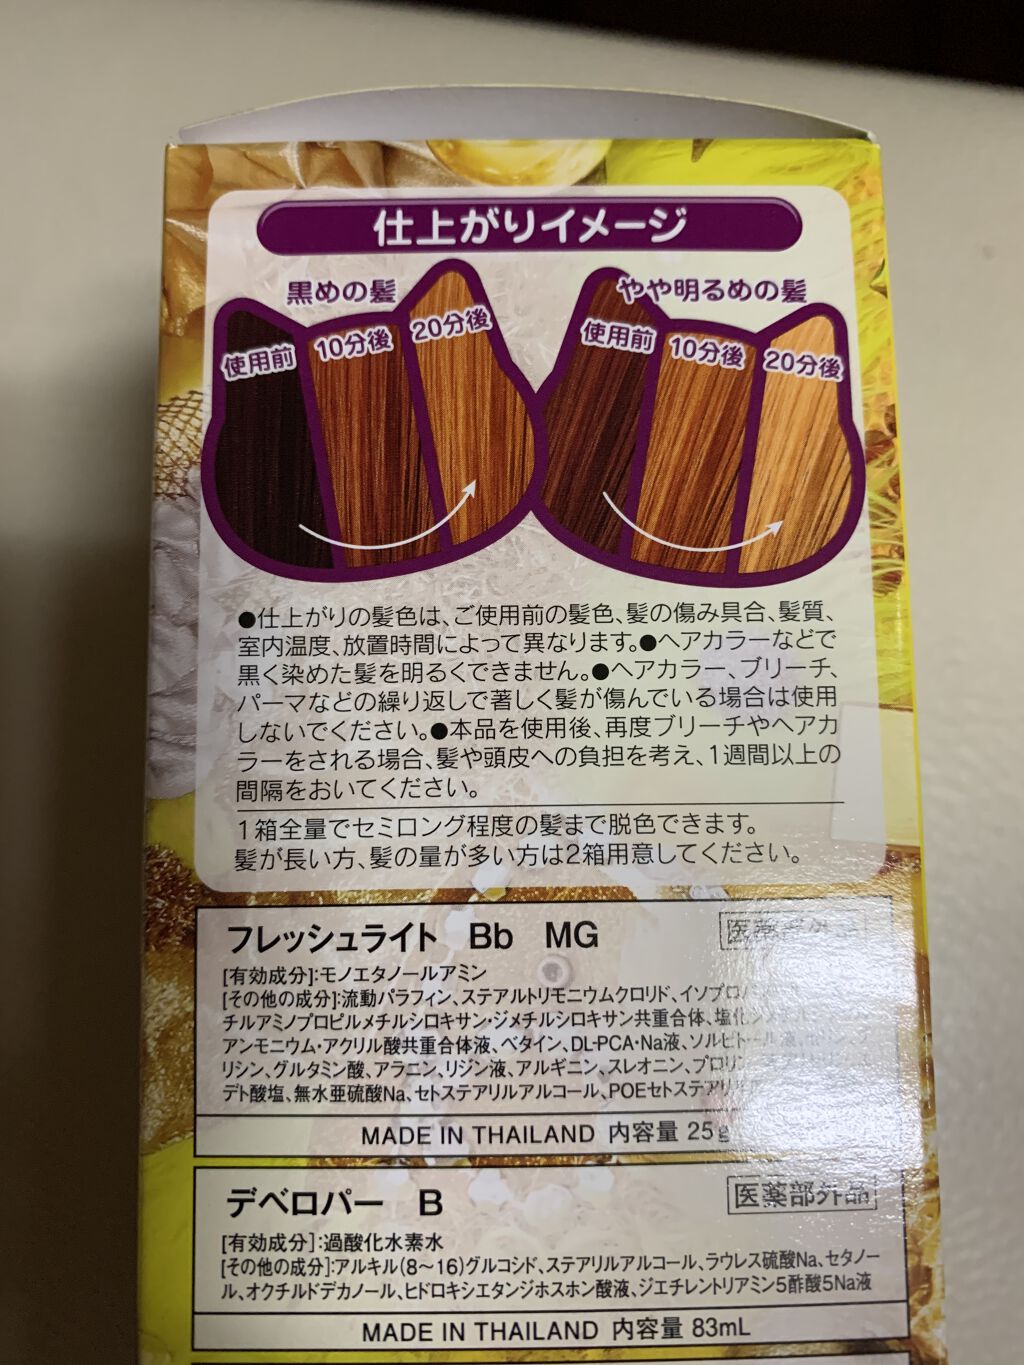 仕上がりイメージ
黒めの髪
使用前
10分後
20分後
やや明るめの髪
使用前
10分後
20分後
●仕上がりの髪色は、ご使用前の髪色、髪の傷み具合、髪質、
室内温度、放置時間によって異なります。●ヘアカラーなどで
黒く染めた髪を明るくできません。●ヘアカラー、ブリーチ、
パーマなどの繰り返しで著しく髪が傷んでいる場合は使用
しないでください。●本品を使用後、再度ブリーチやヘアカ
ラーをされる場合、髪や頭皮への負担を考え、1週間以上の
間隔をおいてください。
1箱全量でセミロング程度の髪まで脱色できます。
髪が長い方、髪の量が多い方は2箱用意してください。
フレッシュライト Bb MG
医薬部外品
[有効成分]:モノエタノールアミン
[その他の成分]:流動パラフィン、ステアルトリモニウムクロリド、イソプロパ
チルアミノプロピルメチルシロキサン・ジメチルシロキサン共重合体、塩化
アンモニウム・アクリル酸共重合体液、ベタイン、DL-PCA・Na液、ソルビトール液、
リシン、グルタミン酸、アラニン、リジン液、アルギニン、スレオニン、プロリン
デト酸塩、無水亜硫酸Na、セトステアリルアルコール、POEセトステアリル
MADE IN THAILAND 内容量 25g
デベロパー B
医薬部外品
[有効成分]:過酸化水素水
[その他の成分]:アルキル(8~16)グルコシド、ステアリルアルコール、ラウレス硫酸Na、セタノー
ル、オクチルドデカノール、ヒドロキシエタンジホスホン酸液、ジエチレントリアミン5酢酸5Na液
MADE IN THAILAND 内容量 83mL